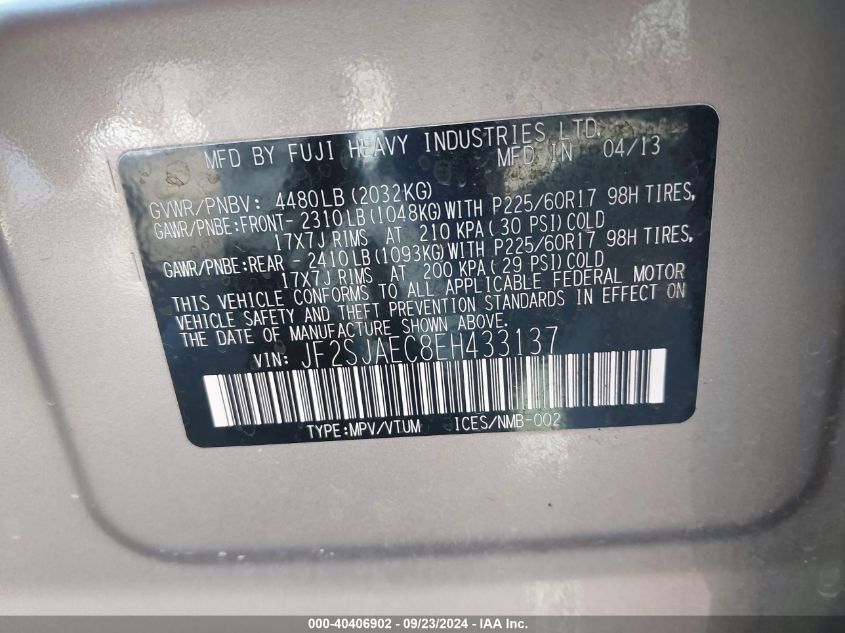 MFD BY FUJI HEAVY INDUSTRIES LTD.
MFD IN 04/13
GVWR/PNBV: 4480LB(2032KG)
GAWR/PNBE:FRONT- 2310LB(1048KG)WITH P225/60R17 98H TIRES,
17X7J RIMS AT 210 KPA( 30 PSI)COLD
GAWR/PNBE:REAR - 2410LB(1093KG)WITH P225/60R17 98H TIRES,
17X7J RIMS AT 200 KPA( 29 PSI)COLD
THIS VEHICLE CONFORMS TO ALL APPLICABLE FEDERAL MOTOR
VEHICLE SAFETY AND THEFT PREVENTION STANDARDS IN EFFECT ON
THE DATE OF MANUFACTURE SHOWN ABOVE.
VIN: JF2SJAEC8EH433137
TYPE:MPV/VTUM ICES/NMB-002
000-40406902 - 09/23/2024 - IAA Inc.